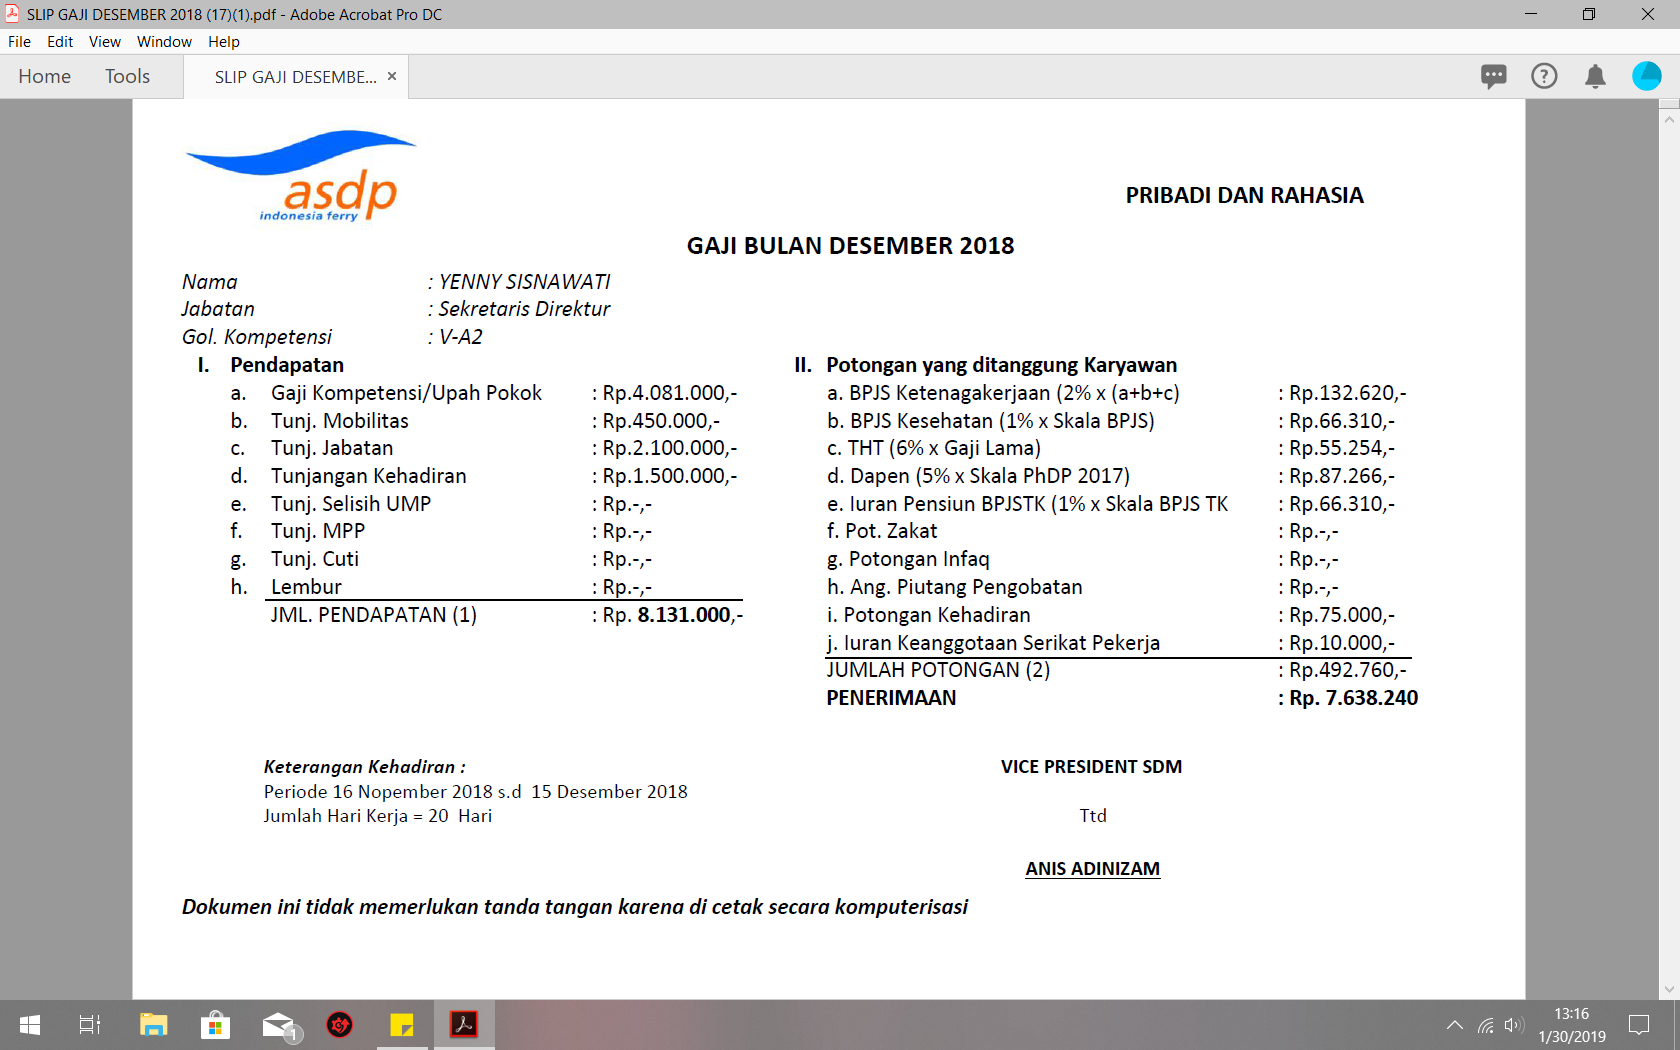 SLIP GAJI DESEMBER 2018 (17)(1).pdf - Adobe Acrobat Pro DC
File Edit View Window Help
Home Tools SLIP GAJI DESEMBE... ×
asdp
indonesia ferry
PRIBADI DAN RAHASIA
GAJI BULAN DESEMBER 2018
Nama : YENNY SISNAWATI
Jabatan : Sekretaris Direktur
Gol. Kompetensi : V-A2
I. Pendapatan
a. Gaji Kompetensi/Upah Pokok : Rp.4.081.000,-
b. Tunj. Mobilitas : Rp.450.000,-
c. Tunj. Jabatan : Rp.2.100.000,-
d. Tunjangan Kehadiran : Rp.1.500.000,-
e. Tunj. Selisih UMP : Rp.-,-
f. Tunj. MPP : Rp.-,-
g. Tunj. Cuti : Rp.-,-
h. Lembur : Rp.-,-
JML. PENDAPATAN (1) : Rp. 8.131.000,-
II. Potongan yang ditanggung Karyawan
a. BPJS Ketenagakerjaan (2% x (a+b+c) : Rp.132.620,-
b. BPJS Kesehatan (1% x Skala BPJS) : Rp.66.310,-
c. THT (6% x Gaji Lama) : Rp.55.254,-
d. Dapen (5% x Skala PhDP 2017) : Rp.87.266,-
e. Iuran Pensiun BPJSTK (1% x Skala BPJS TK : Rp.66.310,-
f. Pot. Zakat : Rp.-,-
g. Potongan Infaq : Rp.-,-
h. Ang. Piutang Pengobatan : Rp.-,-
i. Potongan Kehadiran : Rp.75.000,-
j. Iuran Keanggotaan Serikat Pekerja : Rp.10.000,-
JUMLAH POTONGAN (2) : Rp.492.760,-
PENERIMAAN : Rp. 7.638.240
Keterangan Kehadiran :
Periode 16 Nopember 2018 s.d 15 Desember 2018
Jumlah Hari Kerja = 20 Hari
VICE PRESIDENT SDM
Ttd
ANIS ADINIZAM
Dokumen ini tidak memerlukan tanda tangan karena di cetak secara komputerisasi
1
13:16
1/30/2019